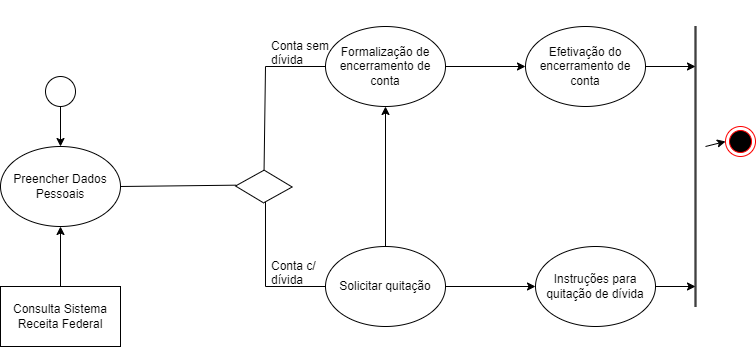 Conta sem
dívida
Formalização de
encerramento de
conta
Efetivação do
encerramento de
conta
Preencher Dados
Pessoais
Conta c/
dívida
Solicitar quitação
Instruções para
quitação de dívida
Consulta Sistema
Receita Federal